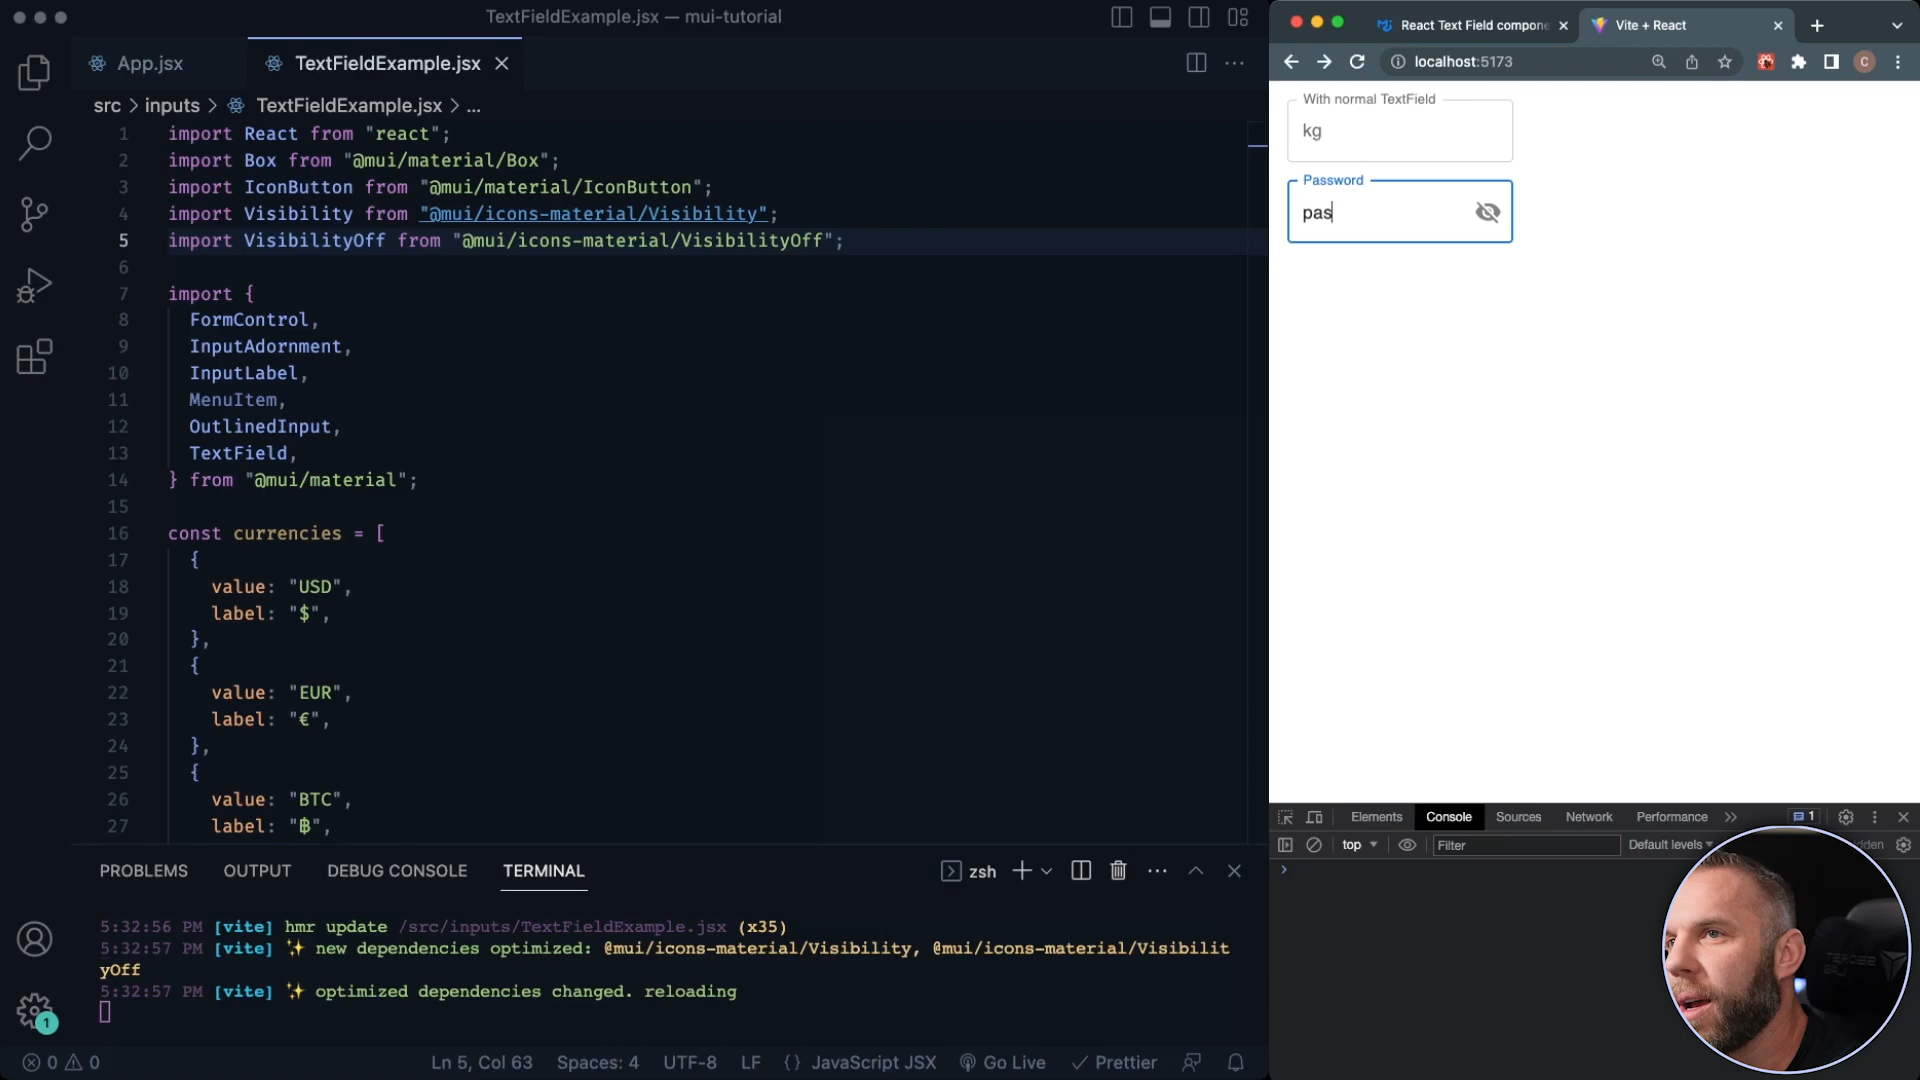 TextFieldExample.jsx — mui-tutorial
App.jsx
TextFieldExample.jsx
src > inputs > TextFieldExample.jsx > ...
1 import React from "react";
2 import Box from "@mui/material/Box";
3 import IconButton from "@mui/material/IconButton";
4 import Visibility from "@mui/icons-material/Visibility";
5 import VisibilityOff from "@mui/icons-material/VisibilityOff";
6
7 import {
8 FormControl,
9 InputAdornment,
10 InputLabel,
11 MenuItem,
12 OutlinedInput,
13 TextField,
14 } from "@mui/material";
15
16 const currencies = [
17 {
18 value: "USD",
19 label: "$",
20 },
21 {
22 value: "EUR",
23 label: "€",
24 },
25 {
26 value: "BTC",
27 label: "฿",
PROBLEMS OUTPUT DEBUG CONSOLE TERMINAL
zsh
5:32:56 PM [vite] hmr update /src/inputs/TextFieldExample.jsx (x35)
5:32:57 PM [vite] ✨ new dependencies optimized: @mui/icons-material/Visibility, @mui/icons-material/Visibilit
yOff
5:32:57 PM [vite] ✨ optimized dependencies changed. reloading
1
0 0 Ln 5, Col 63 Spaces: 4 UTF-8 LF {} JavaScript JSX Go Live Prettier
React Text Field compone
Vite + React
localhost:5173
C
With normal TextField
kg
Password
pas
Elements Console Sources Network Performance >> 1
top Filter Default levels